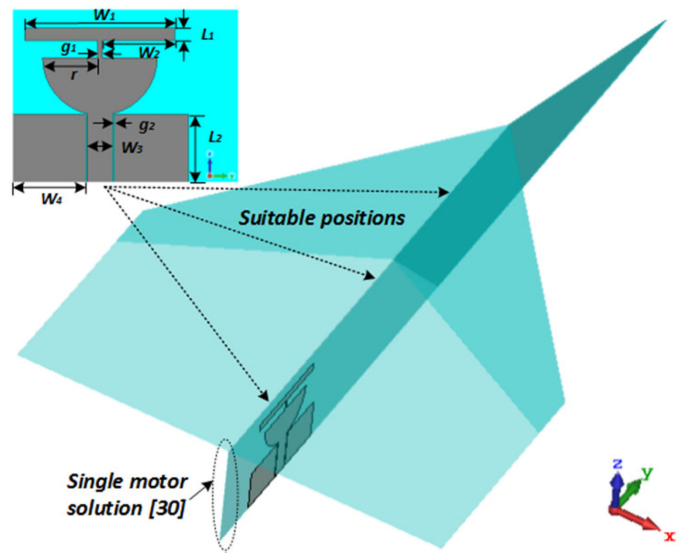 W1
L1
g1
W2
r
g2
L2
W3
W4
Suitable positions
Single motor
solution [30]
z
y
x